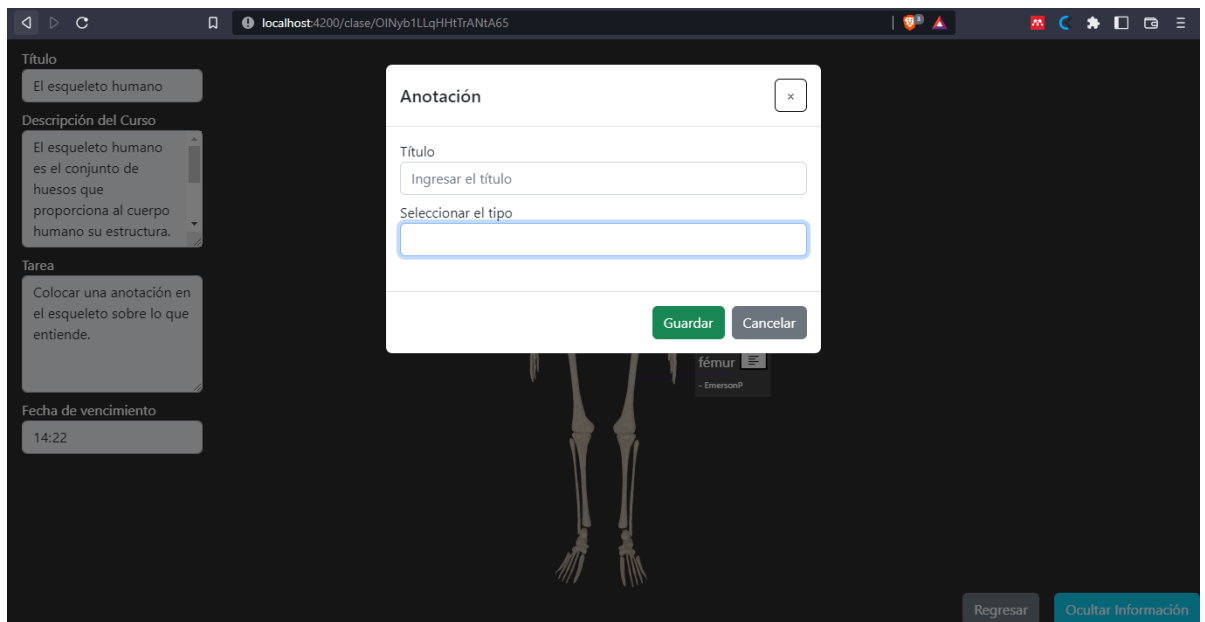 localhost:4200/clase/OINyb1LLqHHtTrANtA65
Título
El esqueleto humano
Descripción del Curso
El esqueleto humano
es el conjunto de
huesos que
proporciona al cuerpo
humano su estructura.
Tarea
Colocar una anotación en
el esqueleto sobre lo que
entiende.
Fecha de vencimiento
14:22
Anotación
×
Título
Ingresar el título
Seleccionar el tipo
Guardar
Cancelar
fémur
- EmersonP
Regresar
Ocultar Información